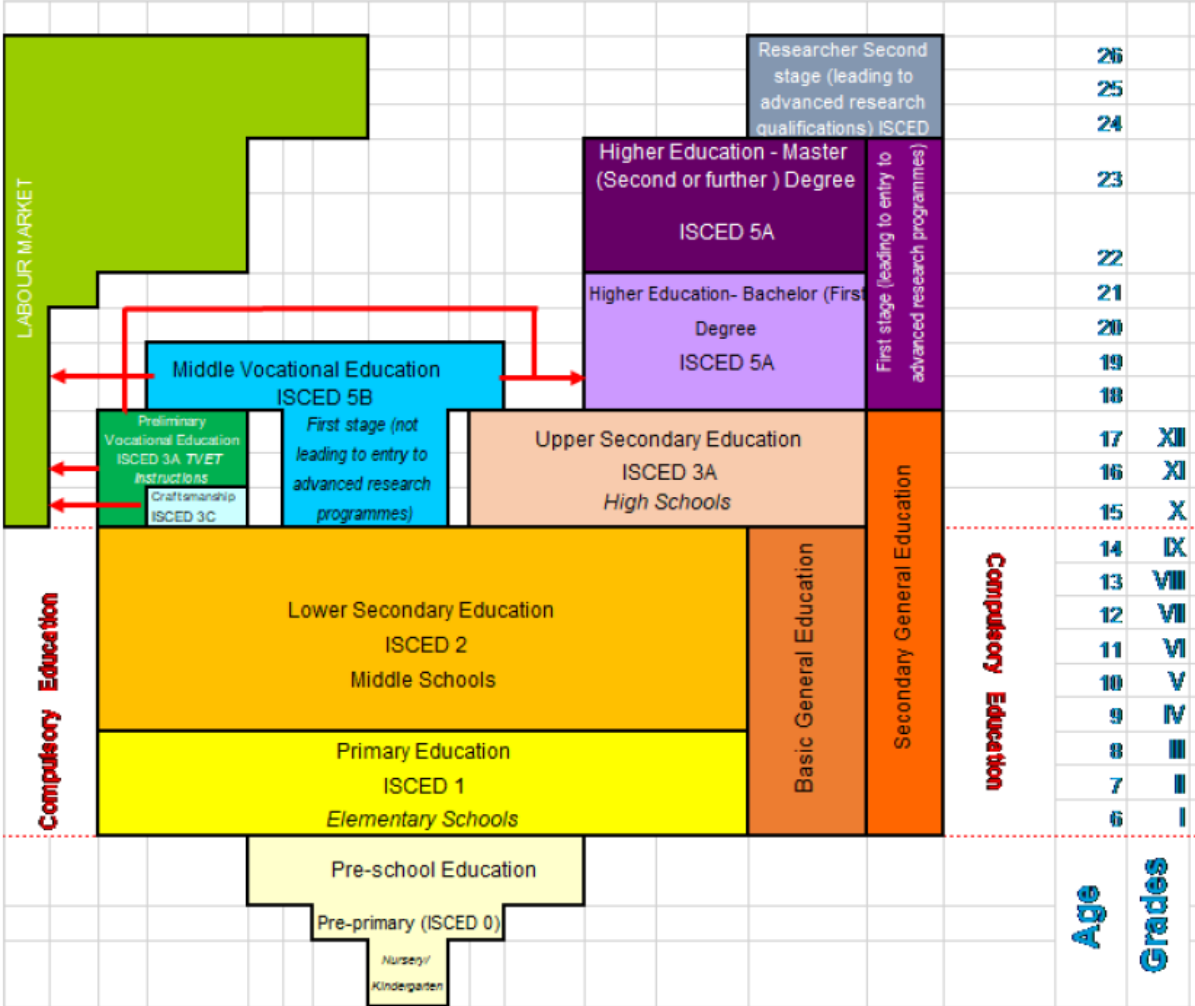 Researcher Second
stage (leading to
advanced research
qualifications) ISCED
LABOUR MARKET
Higher Education - Master
(Second or further ) Degree
ISCED 5A
First stage (leading to entry to
advanced research programmes)
Higher Education- Bachelor (First
Degree
ISCED 5A
Middle Vocational Education
ISCED 5B
First stage (not
leading to entry to
advanced research
programmes)
Preliminary
Vocational Education
ISCED 3A TVET
Instructions
Craftsmanship
ISCED 3C
Upper Secondary Education
ISCED 3A
High Schools
Secondary General Education
Basic General Education
Lower Secondary Education
ISCED 2
Middle Schools
Primary Education
ISCED 1
Elementary Schools
Compulsory Education
Compulsory Education
Pre-school Education
Pre-primary (ISCED 0)
Nursery/
Kindergarten
26
25
24
23
22
21
20
19
18
17 XII
16 XI
15 X
14 IX
13 VIII
12 VII
11 VI
10 V
9 IV
8 III
7 II
6 I
Age
Grades